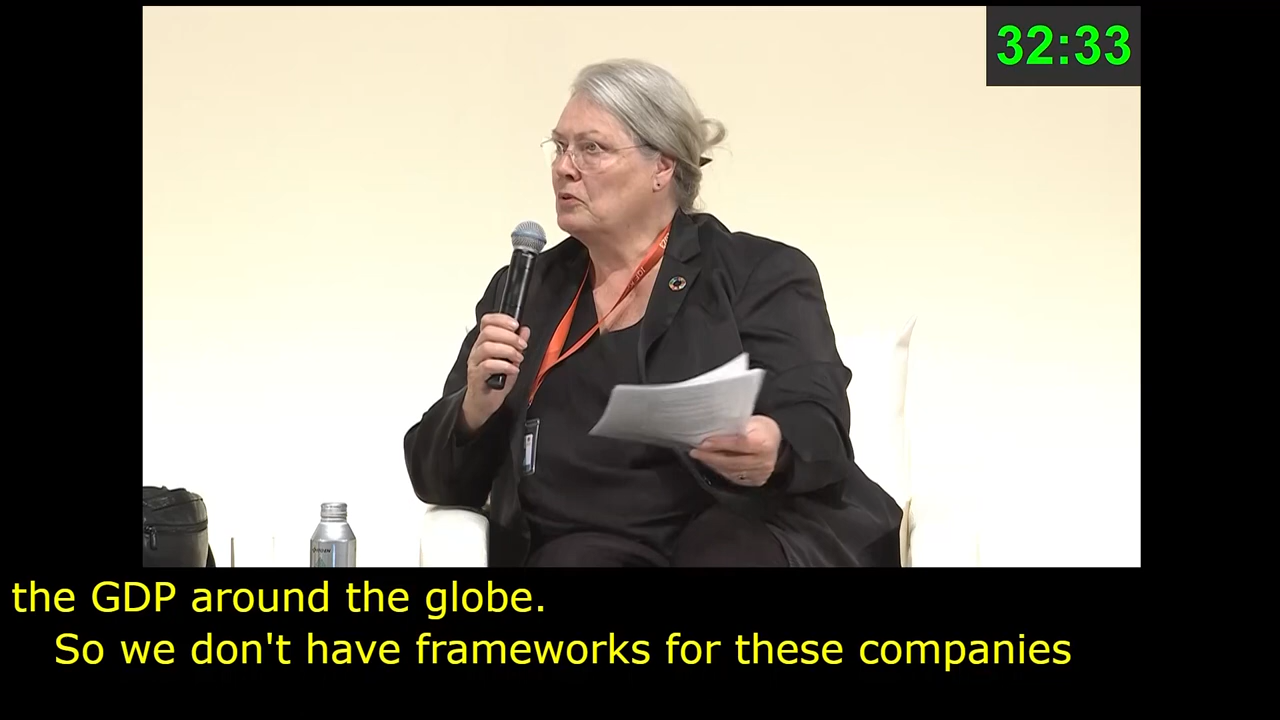 32:33
the GDP around the globe.
So we don't have frameworks for these companies